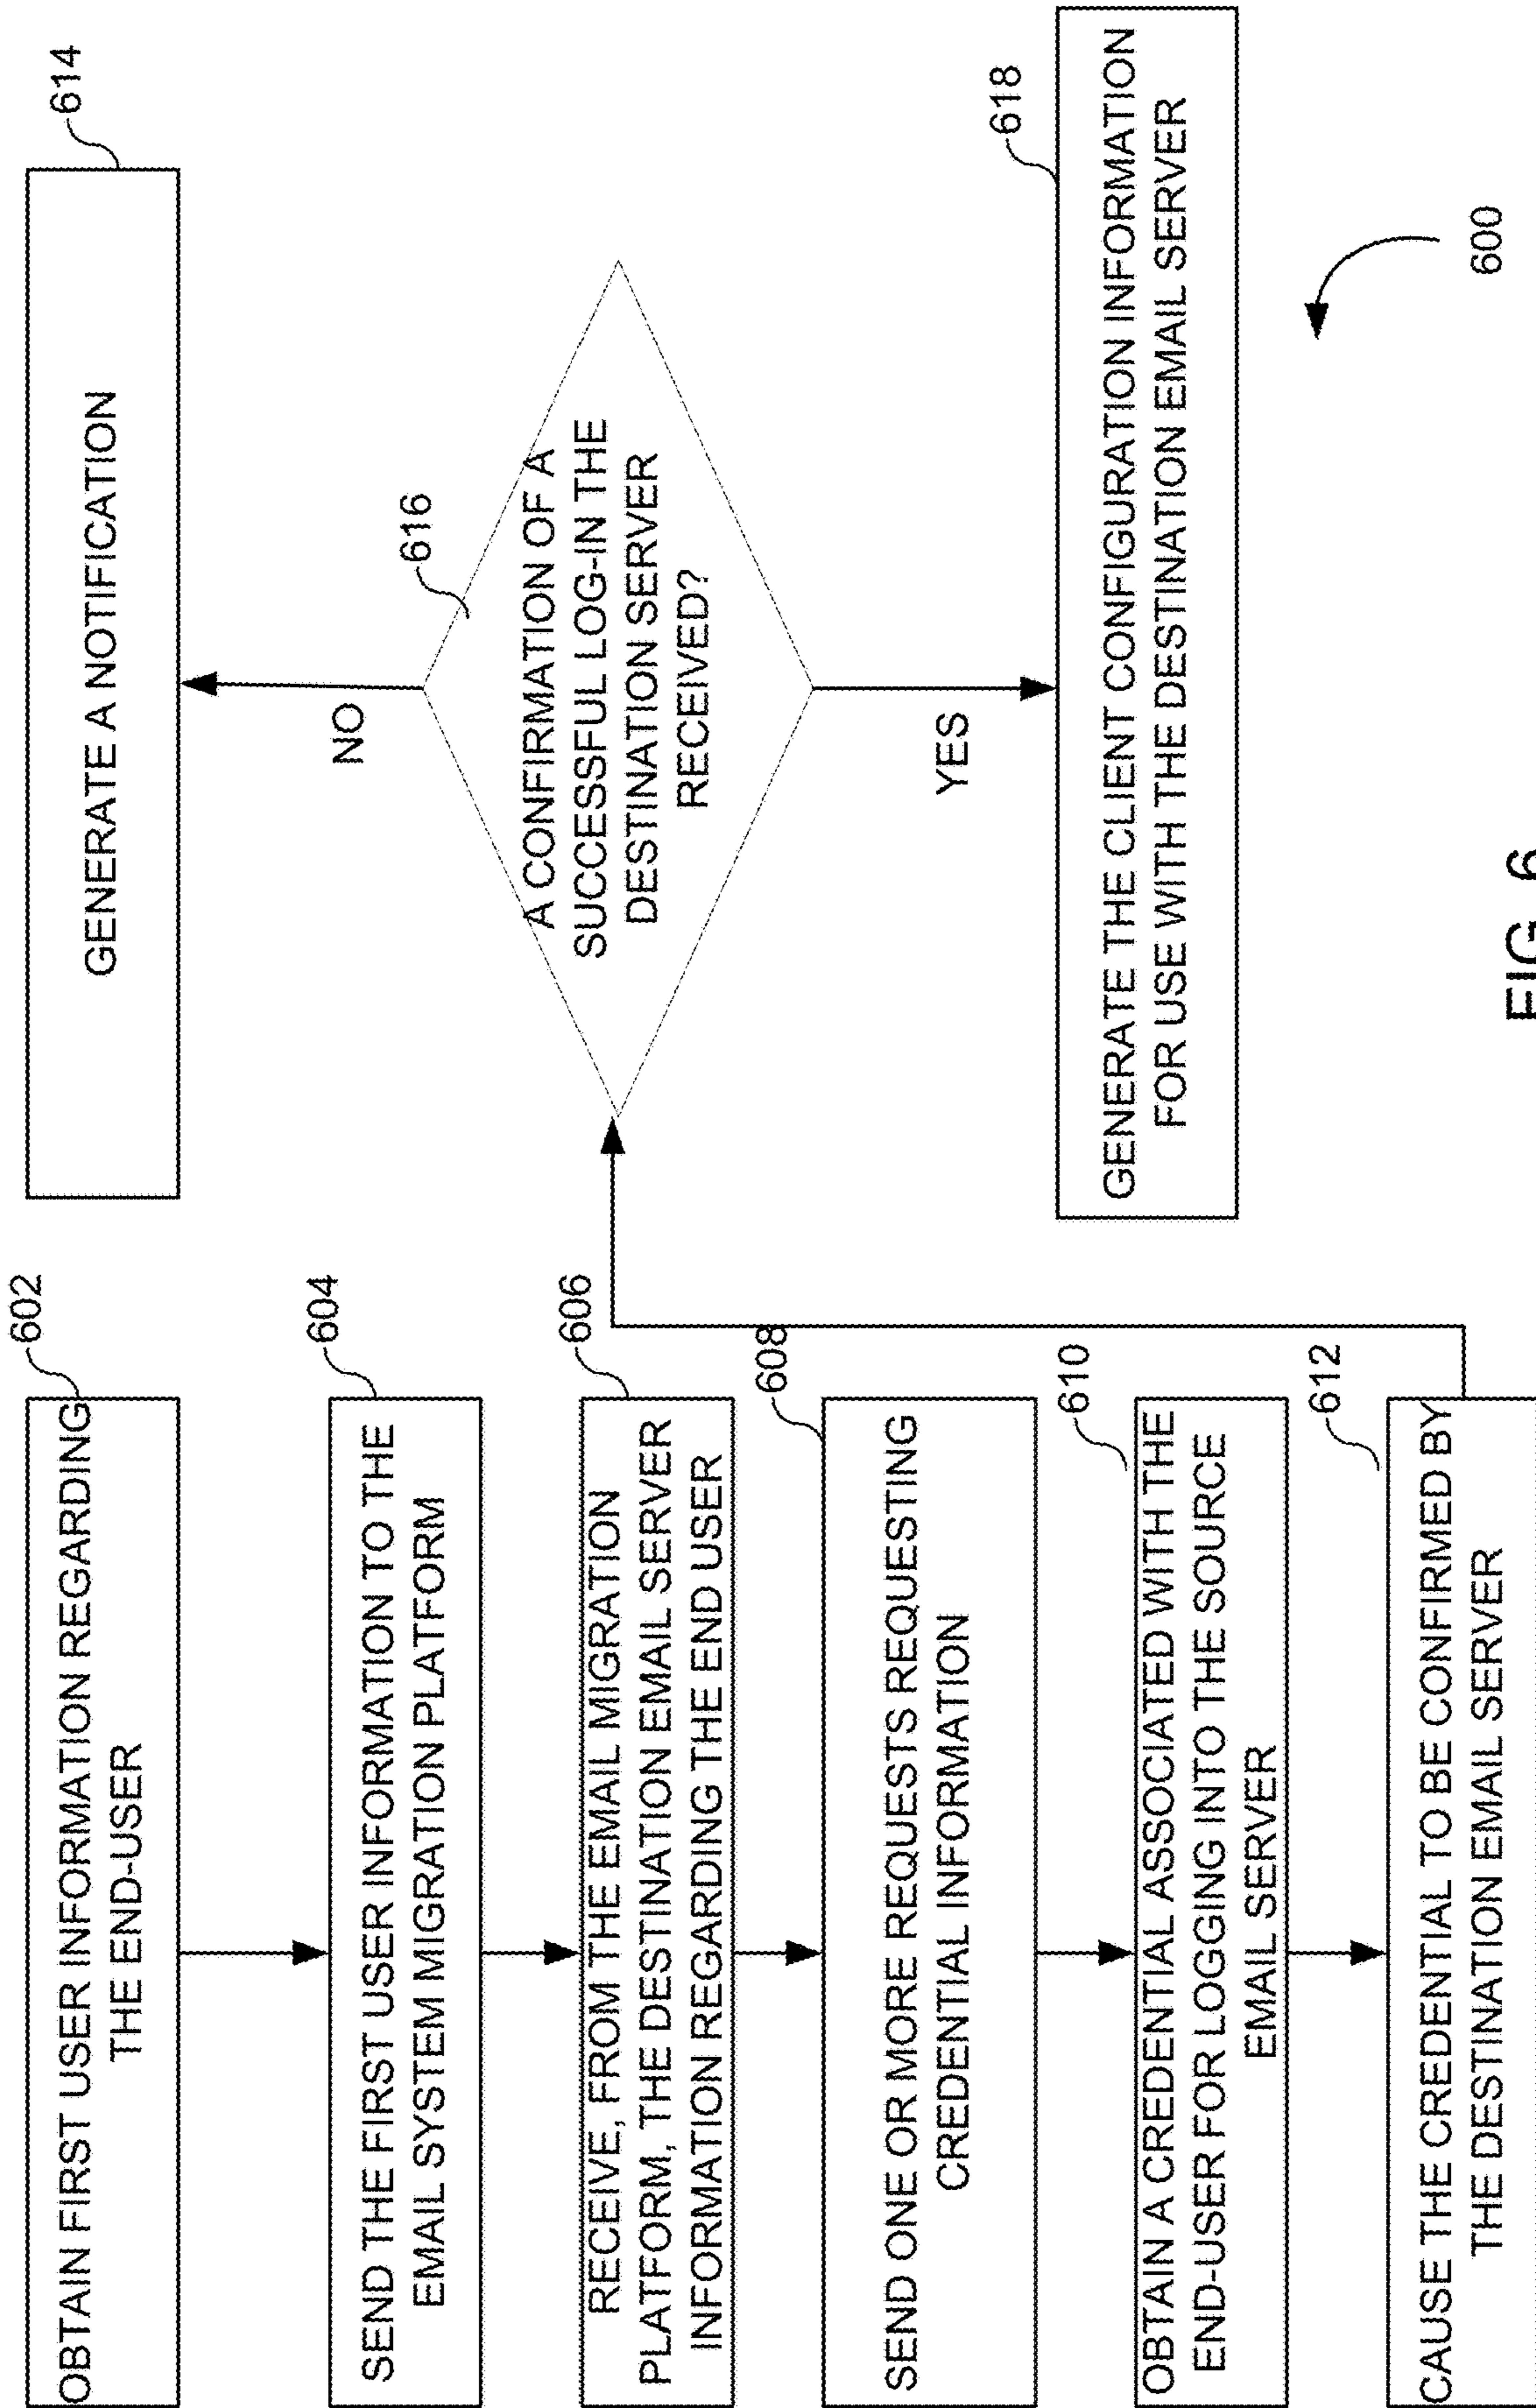 602
OBTAIN FIRST USER INFORMATION REGARDING
THE END-USER
604
SEND THE FIRST USER INFORMATION TO THE
EMAIL SYSTEM MIGRATION PLATFORM
606
RECEIVE, FROM THE EMAIL MIGRATION
PLATFORM, THE DESTINATION EMAIL SERVER
INFORMATION REGARDING THE END USER
608
SEND ONE OR MORE REQUESTS REQUESTING
CREDENTIAL INFORMATION
610
OBTAIN A CREDENTIAL ASSOCIATED WITH THE
END-USER FOR LOGGING INTO THE SOURCE
EMAIL SERVER
612
CAUSE THE CREDENTIAL TO BE CONFIRMED BY
THE DESTINATION EMAIL SERVER
614
GENERATE A NOTIFICATION
NO
616
A CONFIRMATION OF A
SUCCESSFUL LOG-IN THE
DESTINATION SERVER
RECEIVED?
YES
618
GENERATE THE CLIENT CONFIGURATION INFORMATION
FOR USE WITH THE DESTINATION EMAIL SERVER
600
FIG. 6